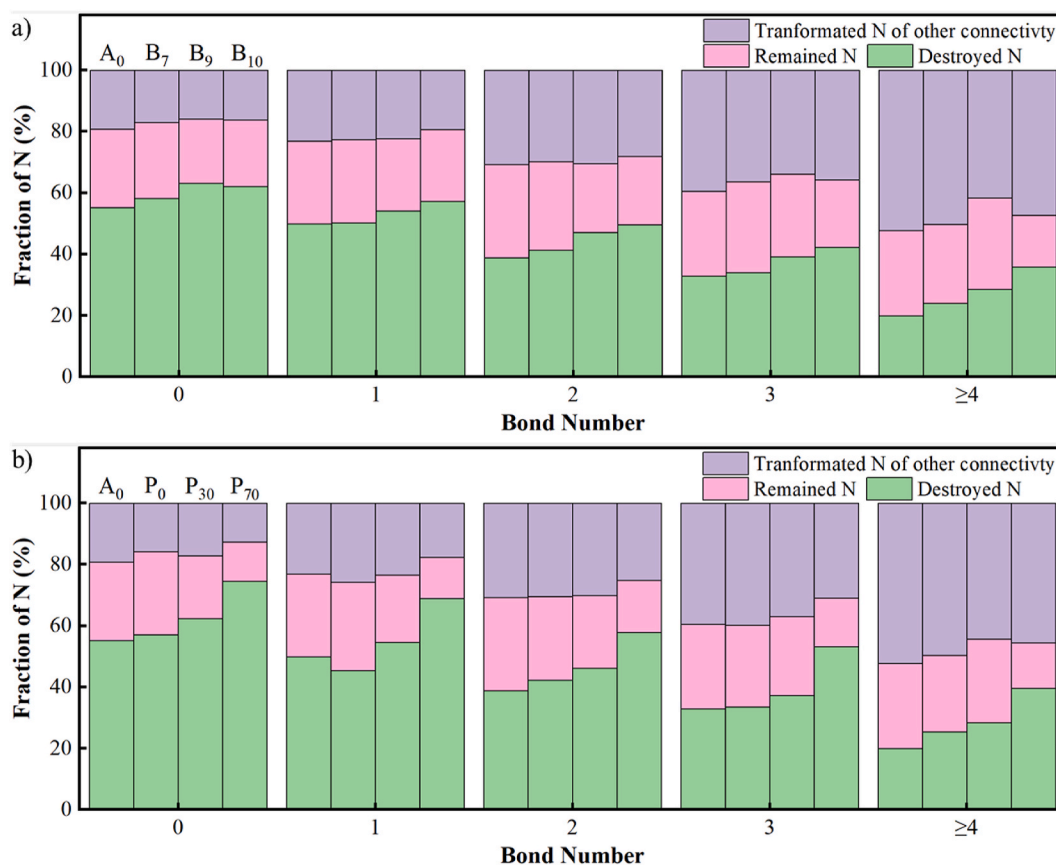 a)
Tranformated N of other connectivity
Remained N
Destroyed N
A0 B7 B9 B10
100
80
60
40
20
0
Fraction of N (%)
0 1 2 3 ≥4
Bond Number
b)
Tranformated N of other connectivty
Remained N
Destroyed N
A0 P0 P30 P70
100
80
60
40
20
0
Fraction of N (%)
0 1 2 3 ≥4
Bond Number